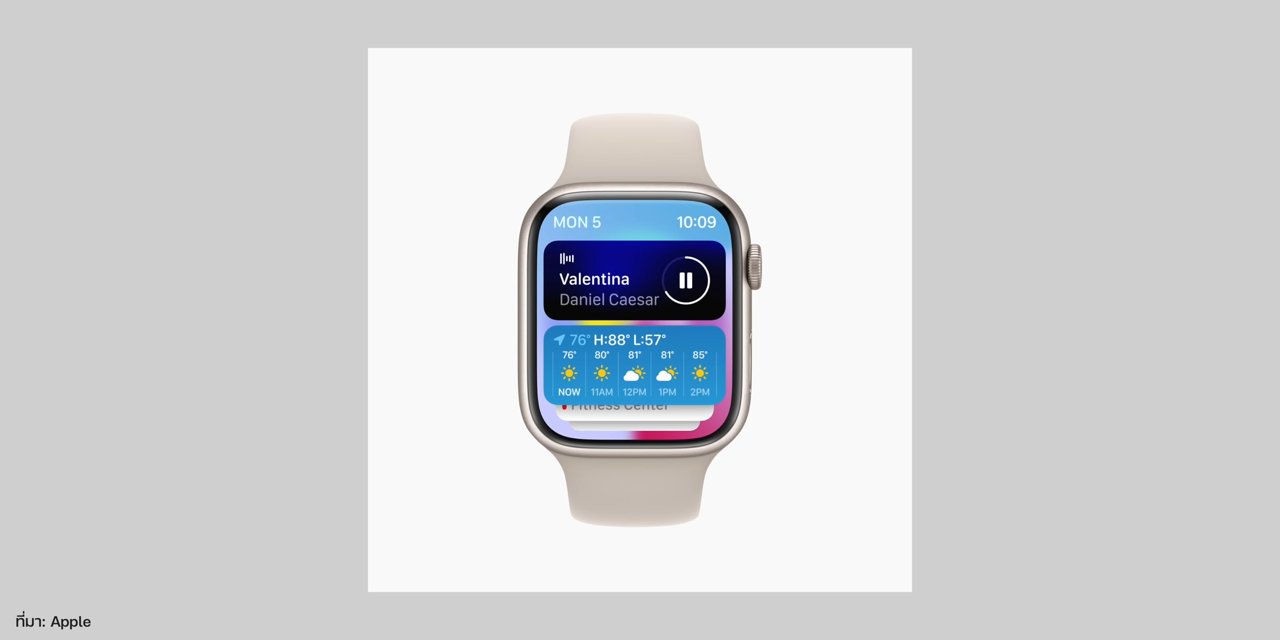 MON 5 10:09
Valentina
Daniel Caesar
76° H:88° L:57°
76° 80° 81° 81° 85°
NOW 11AM 12PM 1PM 2PM
Fitness Center
ที่มา: Apple